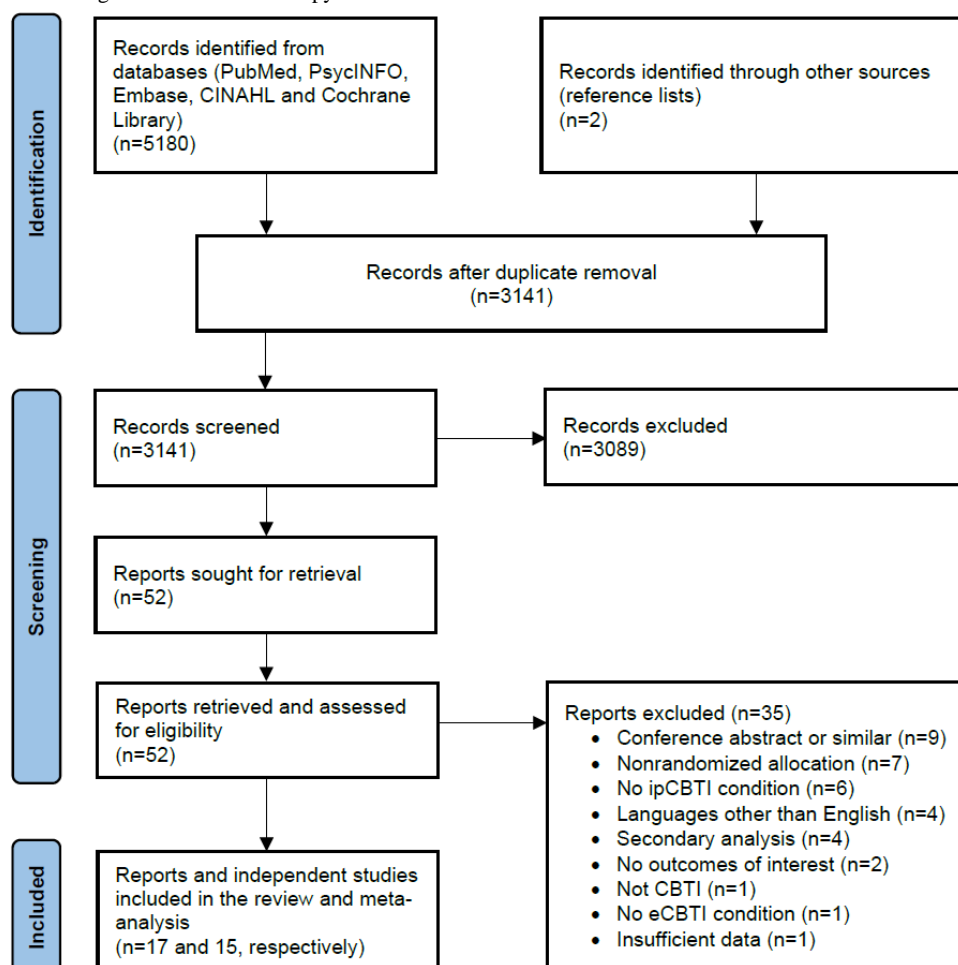 Identification
Records identified from
databases (PubMed, PsycINFO,
Embase, CINAHL and Cochrane
Library)
(n=5180)
Records identified through other sources
(reference lists)
(n=2)
Records after duplicate removal
(n=3141)
Screening
Records screened
(n=3141)
Records excluded
(n=3089)
Reports sought for retrieval
(n=52)
Reports retrieved and assessed
for eligibility
(n=52)
Reports excluded (n=35)
• Conference abstract or similar (n=9)
• Nonrandomized allocation (n=7)
• No ipCBTI condition (n=6)
• Languages other than English (n=4)
• Secondary analysis (n=4)
• No outcomes of interest (n=2)
• Not CBTI (n=1)
• No eCBTI condition (n=1)
• Insufficient data (n=1)
Included
Reports and independent studies
included in the review and meta-
analysis
(n=17 and 15, respectively)